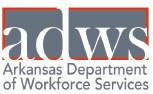 adws
Arkansas Department
of Workforce Services